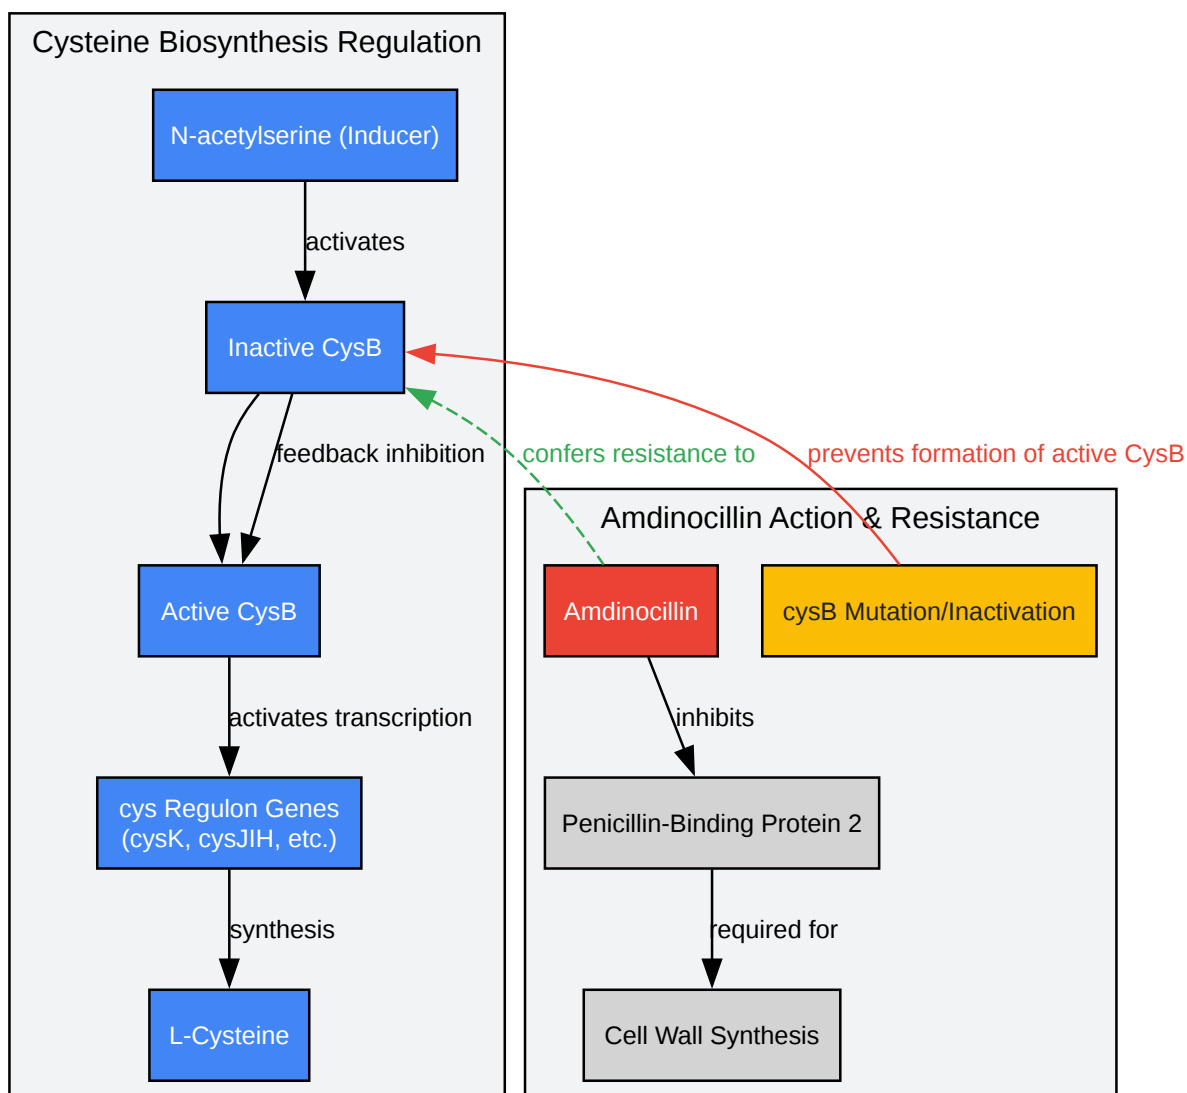 Cysteine Biosynthesis Regulation
N-acetylserine (Inducer)
activates
Inactive CysB
feedback inhibition
confers resistance to
prevents formation of active CysB
Amdinocillin Action & Resistance
Active CysB
Amdinocillin
cysB Mutation/Inactivation
activates transcription
inhibits
cys Regulon Genes
(cysK, cysJIH, etc.)
Penicillin-Binding Protein 2
synthesis
required for
L-Cysteine
Cell Wall Synthesis